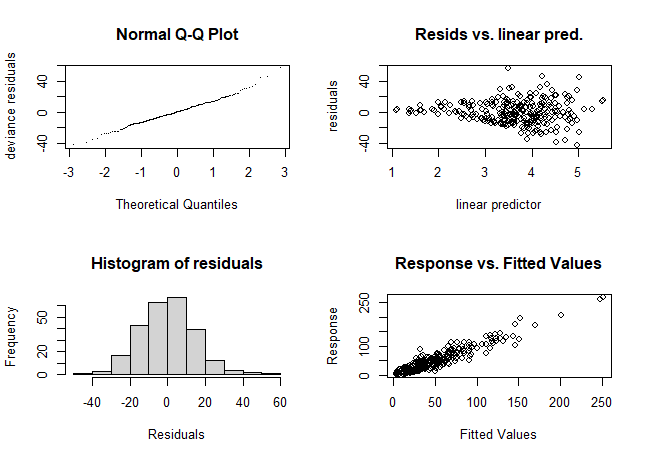 Normal Q-Q Plot
deviance residuals
-40 0 40
-3 -2 -1 0 1 2 3
Theoretical Quantiles
Resids vs. linear pred.
residuals
-40 0 40
1 2 3 4 5
linear predictor
Histogram of residuals
Frequency
0 20 50
-40 -20 0 20 40 60
Residuals
Response vs. Fitted Values
Response
0 100 250
0 50 100 150 200 250
Fitted Values